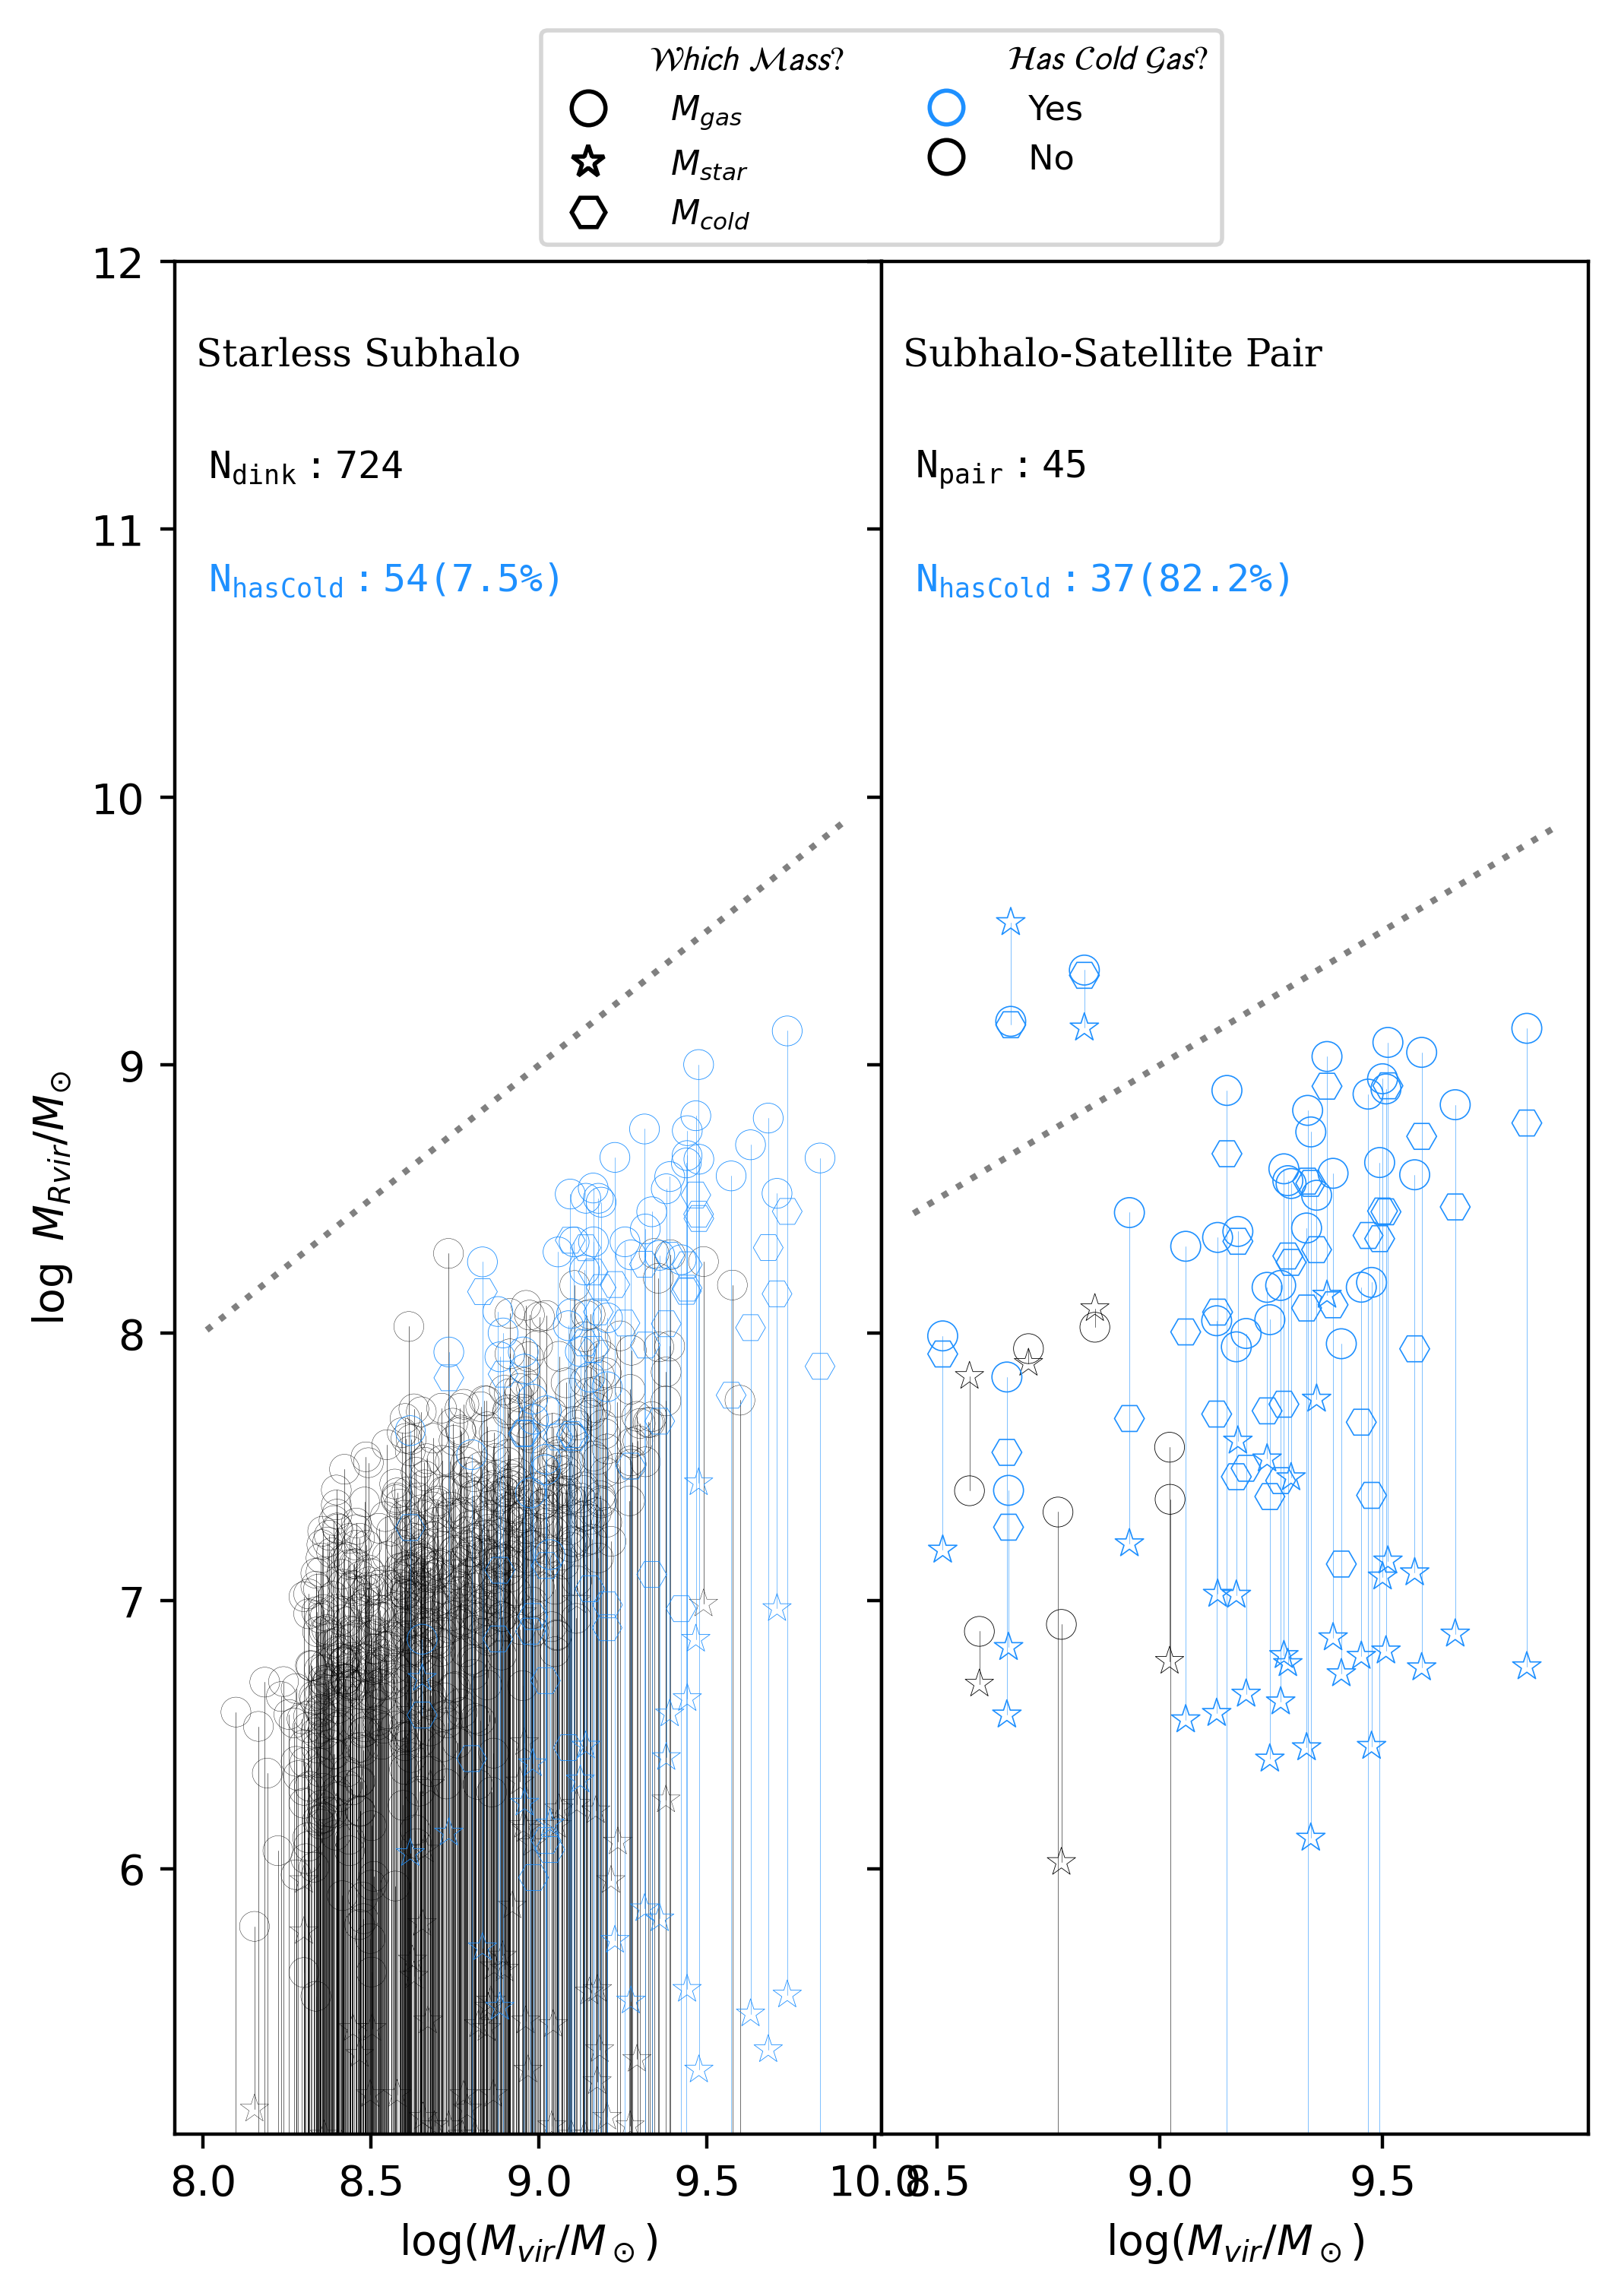 Which Mass? Has Cold Gas?
M_gas Yes
M_star No
M_cold
12
11
10
9
8
7
6
log M_Rvir/M_⊙
Starless Subhalo
N_dink : 724
N_hasCold : 54(7.5%)
Subhalo-Satellite Pair
N_pair : 45
N_hasCold : 37(82.2%)
8.0 8.5 9.0 9.5 10.0
8.5 9.0 9.5
log(M_vir/M_⊙)
log(M_vir/M_⊙)